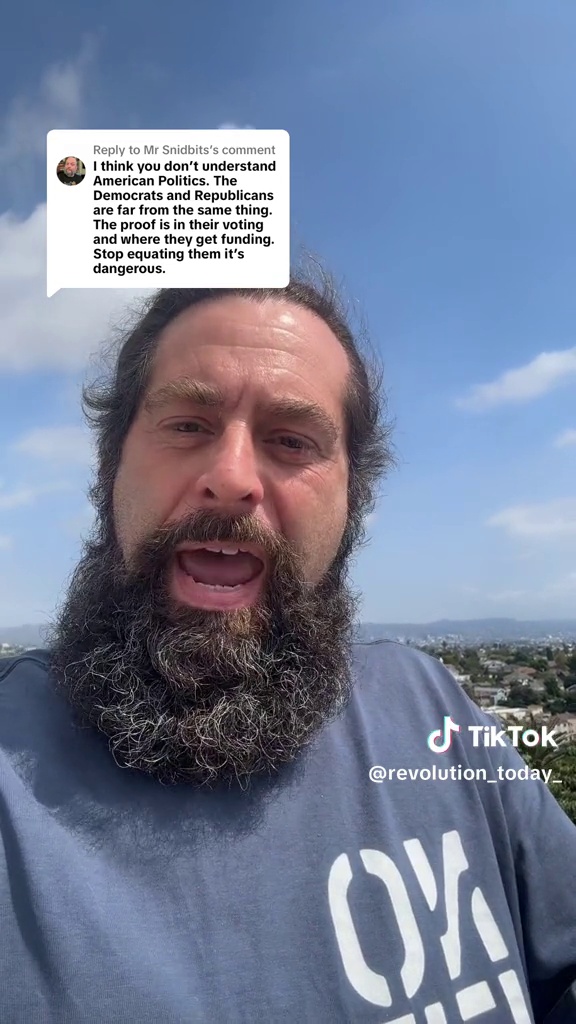 Reply to Mr Snidbits's comment
I think you don't understand
American Politics. The
Democrats and Republicans
are far from the same thing.
The proof is in their voting
and where they get funding.
Stop equating them it's
dangerous.
TikTok
@revolution_today_